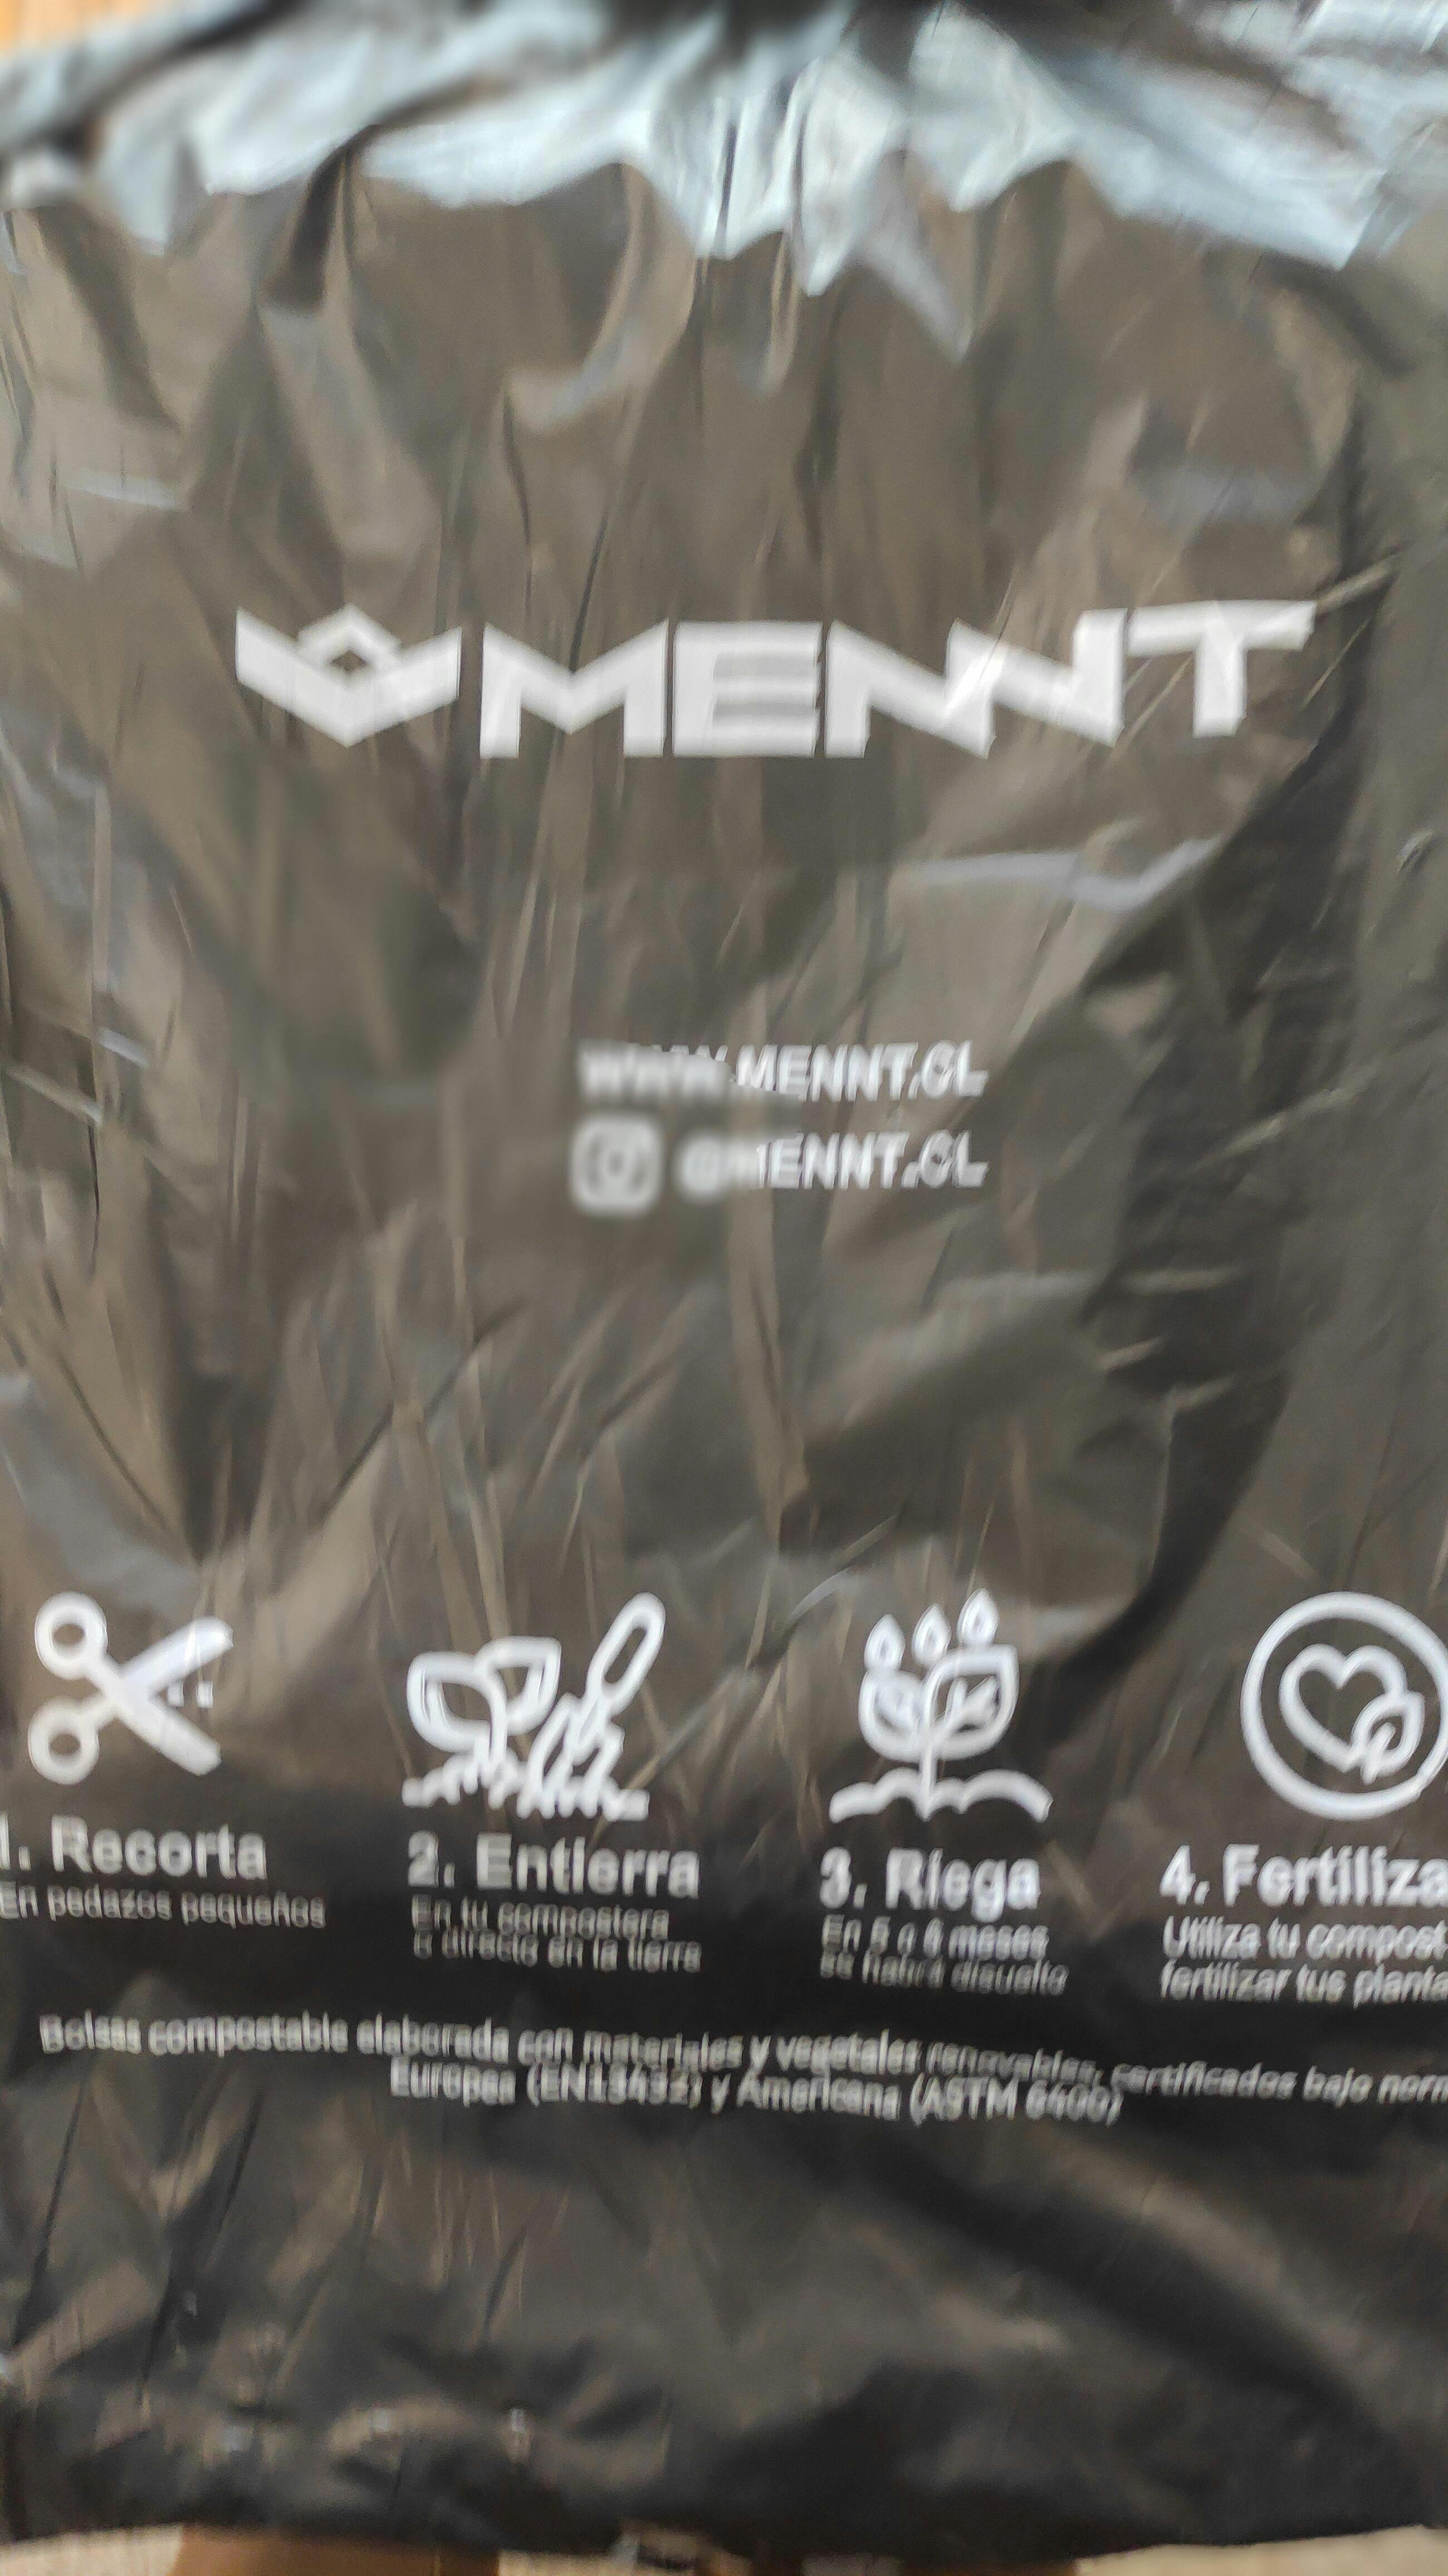 MENNT
WWW.MENNT.CL
@MENNT.CL
1. Recorta
En pedazos pequeños
2. Entierra
En tu compostera
o directo en la tierra
3. Riega
En 5 o 6 meses
se habrá disuelto
4. Fertiliza
Utiliza tu compost
fertilizar tus planta
Bolsas compostable elaborada con materiales y vegetales renovables, certificados bajo norm
Europea (EN13432) y Americana (ASTM 6400)